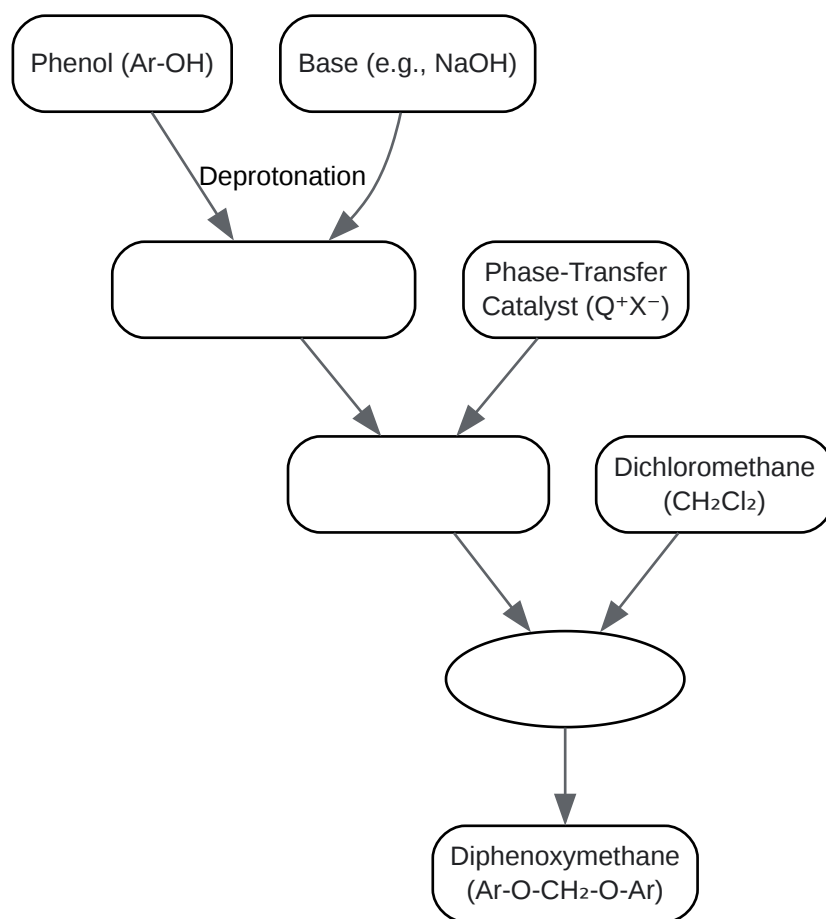 Phenol (Ar-OH)
Base (e.g., NaOH)
Deprotonation
Phase-Transfer
Catalyst (Q⁺X⁻)
Dichloromethane
(CH₂Cl₂)
Diphenoxymethane
(Ar-O-CH₂-O-Ar)